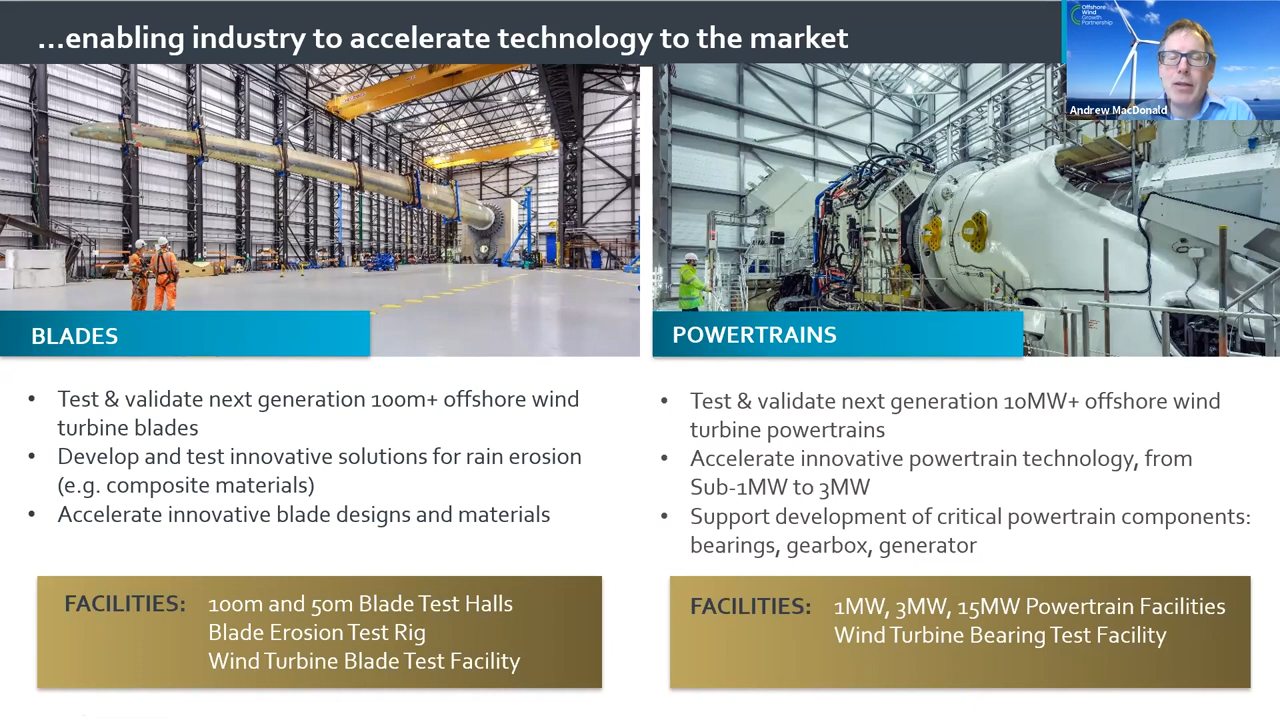 ...enabling industry to accelerate technology to the market
Offshore
Wind
Growth
Partnership
Andrew MacDonald
BLADES
• Test & validate next generation 100m+ offshore wind
turbine blades
• Develop and test innovative solutions for rain erosion
(e.g. composite materials)
• Accelerate innovative blade designs and materials
FACILITIES: 100m and 50m Blade Test Halls
Blade Erosion Test Rig
Wind Turbine Blade Test Facility
POWERTRAINS
• Test & validate next generation 10MW+ offshore wind
turbine powertrains
• Accelerate innovative powertrain technology, from
Sub-1MW to 3MW
• Support development of critical powertrain components:
bearings, gearbox, generator
FACILITIES: 1MW, 3MW, 15MW Powertrain Facilities
Wind Turbine Bearing Test Facility